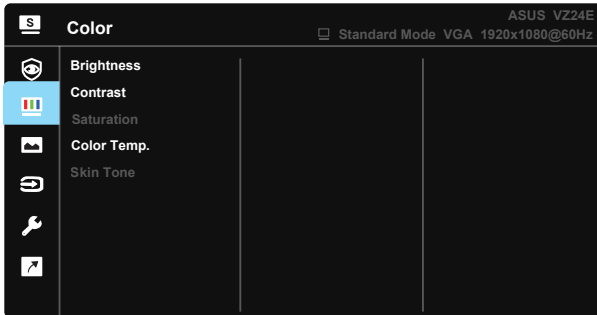 S
ASUS VZ24E
Color
Standard Mode VGA 1920x1080@60Hz
Brightness
Contrast
Saturation
Color Temp.
Skin Tone